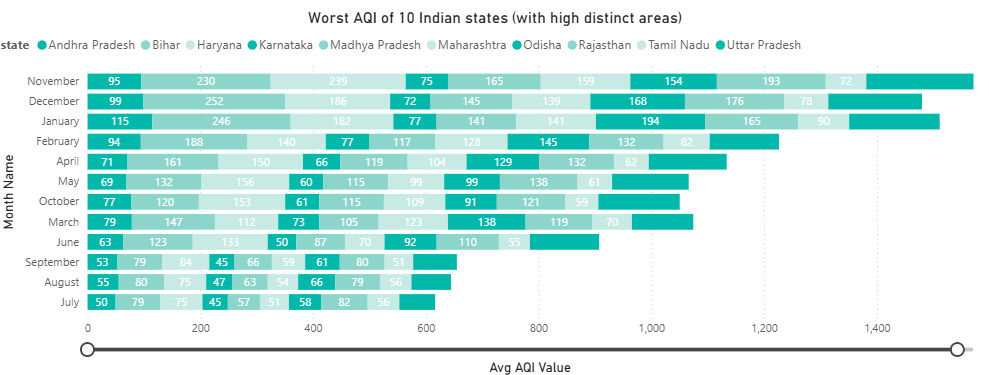 Worst AQI of 10 Indian states (with high distinct areas)
state Andhra Pradesh Bihar Haryana Karnataka Madhya Pradesh Maharashtra Odisha Rajasthan Tamil Nadu Uttar Pradesh
Month Name
November 95 230 239 75 165 159 154 193 72
December 99 252 186 72 145 139 168 176 78
January 115 246 182 77 141 141 194 165 90
February 94 188 140 77 117 128 145 132 82
April 71 161 150 66 119 104 129 132 62
May 69 132 156 60 115 99 99 138 61
October 77 120 153 61 115 109 91 121 59
March 79 147 112 73 105 123 138 119 70
June 63 123 133 50 87 70 92 110 55
September 53 79 84 45 66 59 61 80 51
August 55 80 75 47 63 54 66 79 56
July 50 79 75 45 57 51 58 82 56
0 200 400 600 800 1,000 1,200 1,400
Avg AQI Value